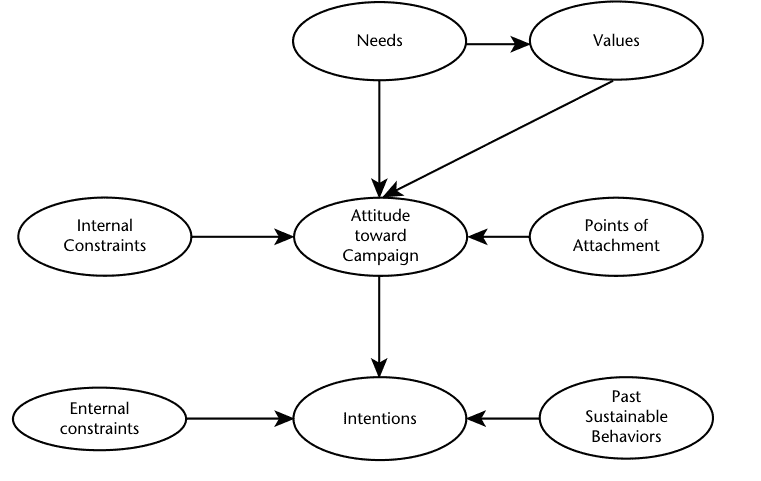 Needs
Values
Internal
Constraints
Attitude
toward
Campaign
Points of
Attachment
Enternal
constraints
Intentions
Past
Sustainable
Behaviors